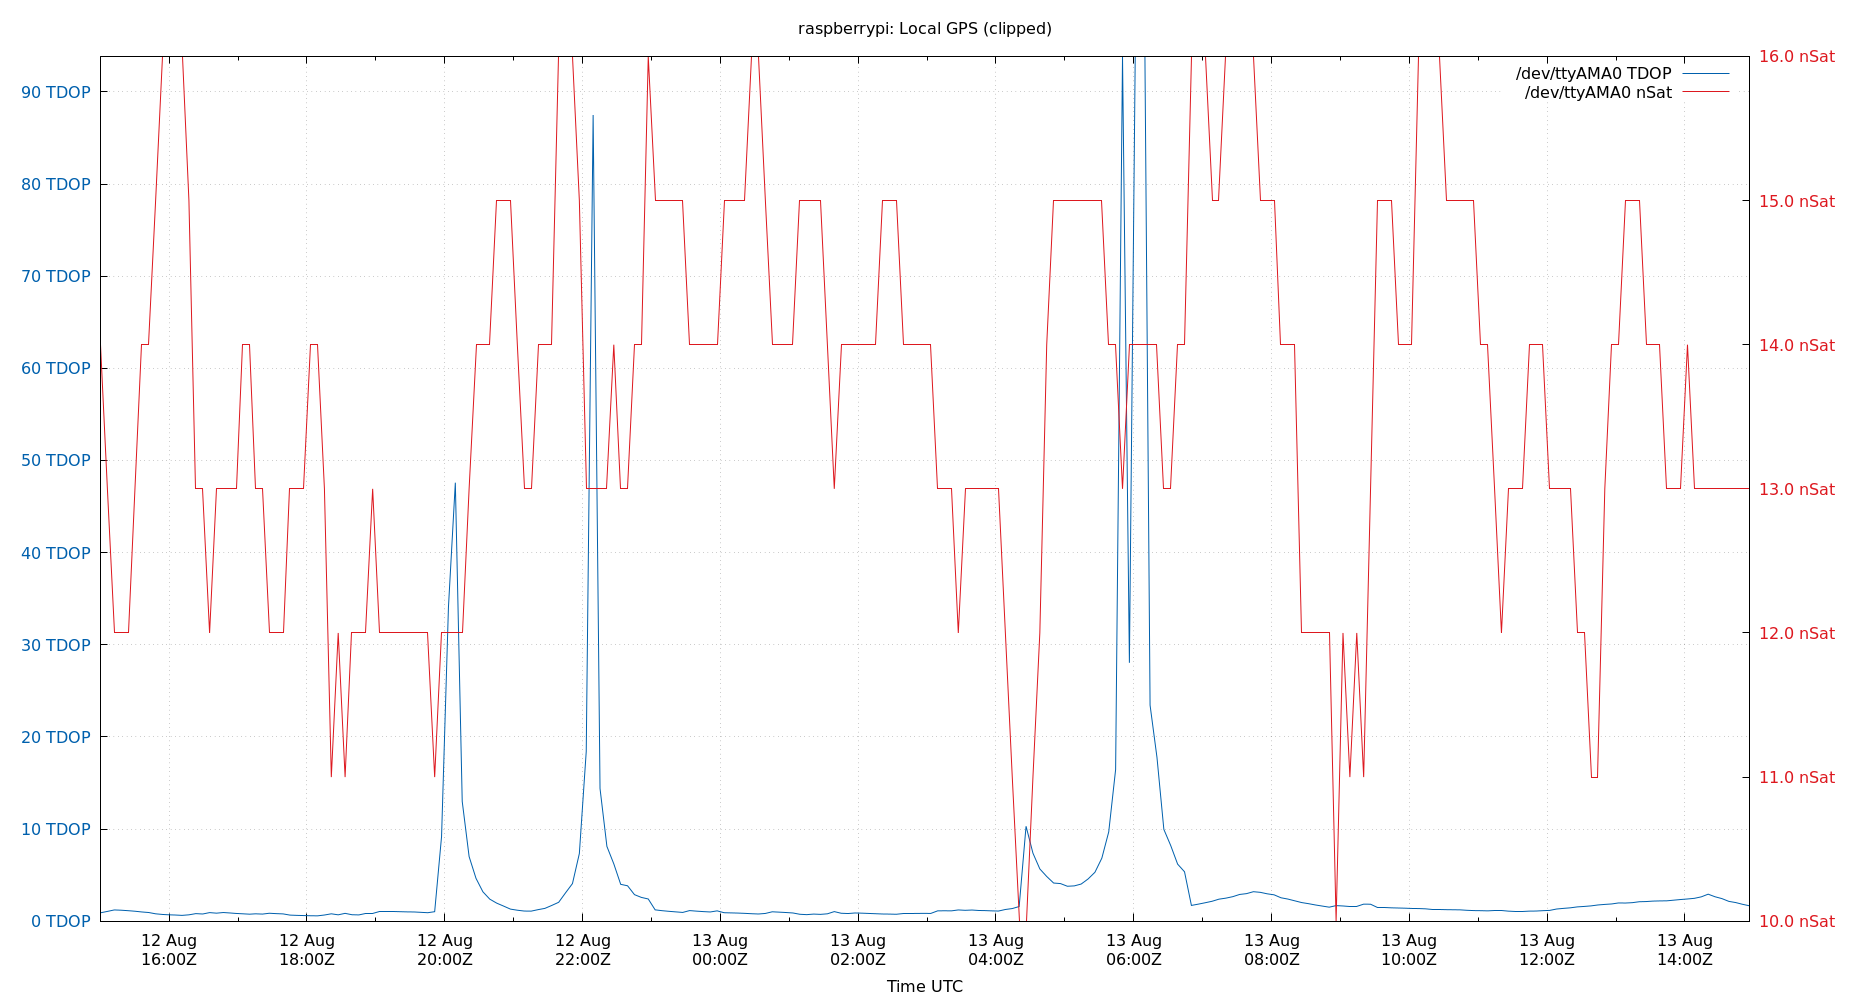 raspberrypi: Local GPS (clipped)
/dev/ttyAMA0 TDOP
/dev/ttyAMA0 nSat
90 TDOP
80 TDOP
70 TDOP
60 TDOP
50 TDOP
40 TDOP
30 TDOP
20 TDOP
10 TDOP
0 TDOP
16.0 nSat
15.0 nSat
14.0 nSat
13.0 nSat
12.0 nSat
11.0 nSat
10.0 nSat
12 Aug
16:00Z
12 Aug
18:00Z
12 Aug
20:00Z
12 Aug
22:00Z
13 Aug
00:00Z
13 Aug
02:00Z
13 Aug
04:00Z
13 Aug
06:00Z
13 Aug
08:00Z
13 Aug
10:00Z
13 Aug
12:00Z
13 Aug
14:00Z
Time UTC